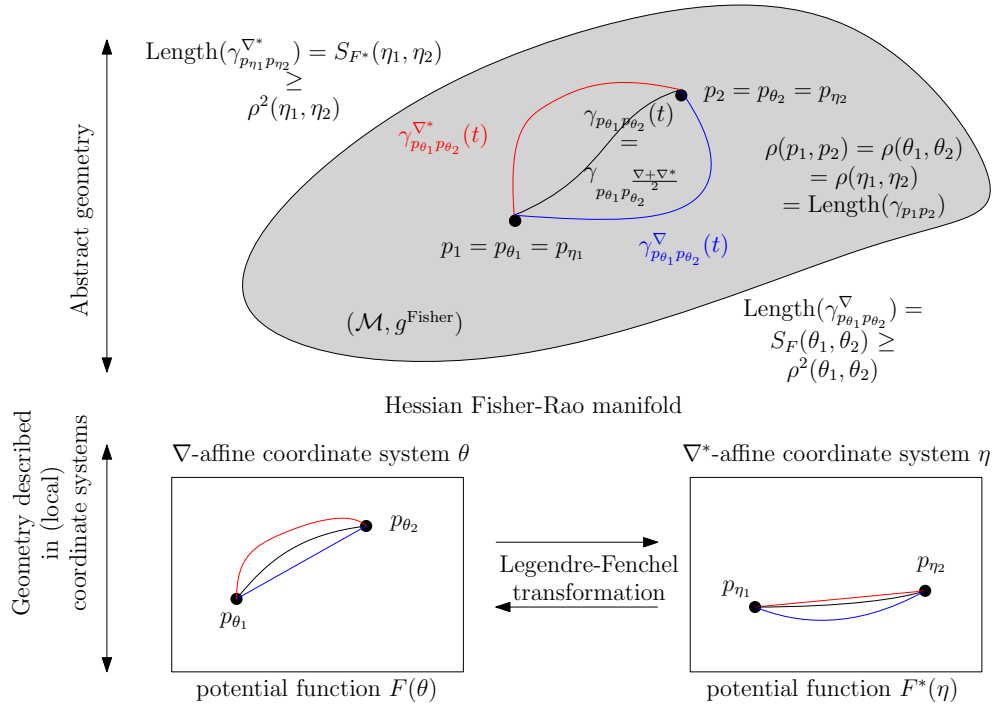 Abstract geometry
Length(γ^{∇*}_{p_{η1}p_{η2}}) = S_{F*}(η1, η2)
≥
ρ²(η1, η2)
γ^{∇*}_{p_{θ1}p_{θ2}}(t)
γ_{p_{θ1}p_{θ2}}(t)
=
γ_{p_{θ1}p_{θ2}}^{\frac{∇+∇*}{2}}
p₂ = p_{θ2} = p_{η2}
ρ(p₁, p₂) = ρ(θ1, θ2)
= ρ(η1, η2)
= Length(γ_{p₁p₂})
p₁ = p_{θ1} = p_{η1}
γ^{∇}_{p_{θ1}p_{θ2}}(t)
(ℳ, g^{Fisher})
Length(γ^{∇}_{p_{θ1}p_{θ2}}) =
S_F(θ1, θ2) ≥
ρ²(θ1, θ2)
Hessian Fisher-Rao manifold
Geometry described
in (local)
coordinate systems
∇-affine coordinate system θ
p_{θ2}
p_{θ1}
potential function F(θ)
Legendre-Fenchel
transformation
∇*-affine coordinate system η
p_{η1}
p_{η2}
potential function F*(η)